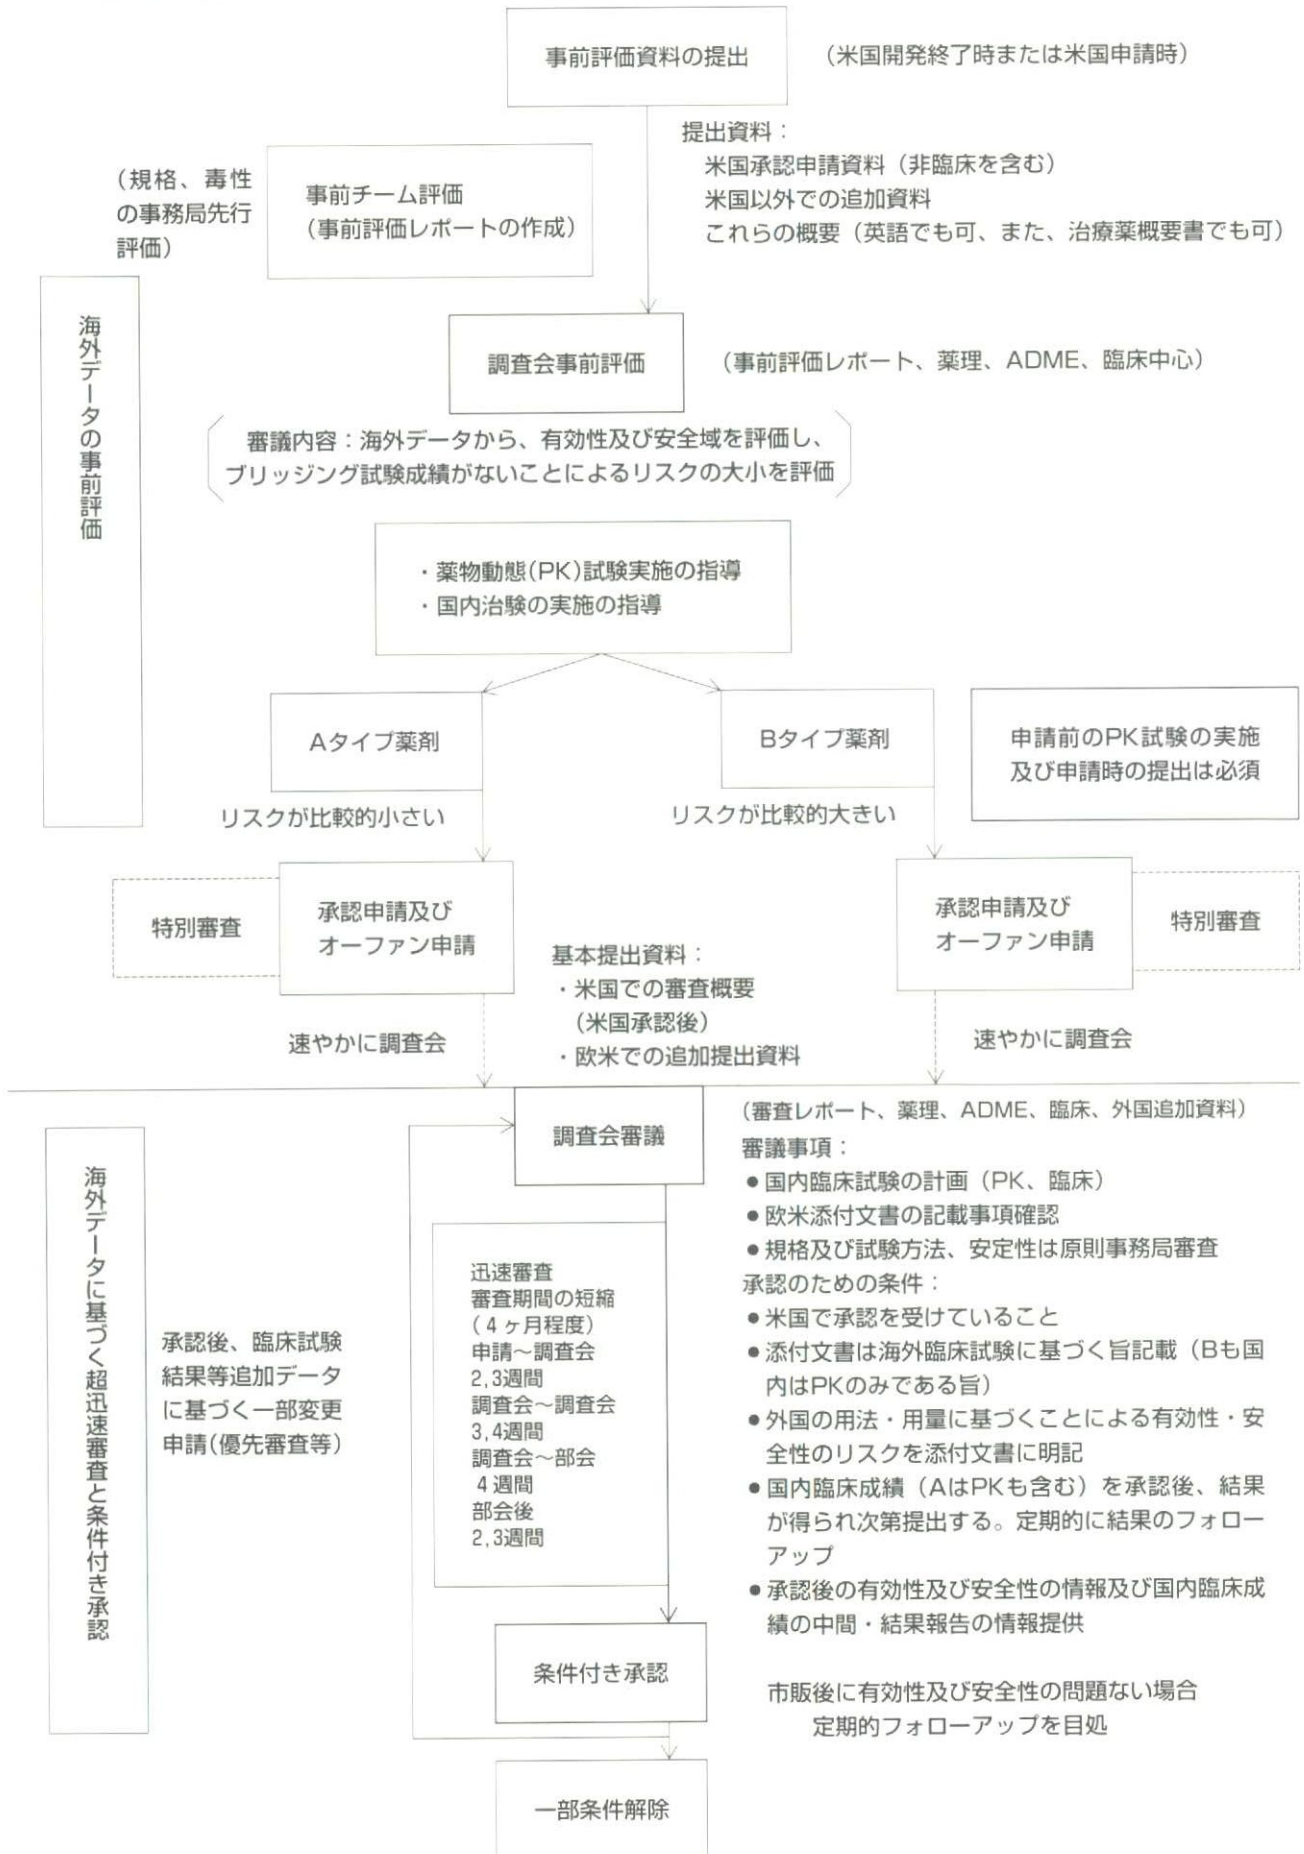 事前評価資料の提出
(米国開発終了時または米国申請時)
提出資料：
米国承認申請資料（非臨床を含む）
米国以外での追加資料
これらの概要（英語でも可、また、治療薬概要書でも可）
(規格、毒性
の事務局先行
評価)
事前チーム評価
(事前評価レポートの作成)
海外データの事前評価
調査会事前評価
(事前評価レポート、薬理、ADME、臨床中心)
審議内容：海外データから、有効性及び安全域を評価し、
ブリッジング試験成績がないことによるリスクの大小を評価
・薬物動態(PK)試験実施の指導
・国内治験の実施の指導
Aタイプ薬剤
Bタイプ薬剤
申請前のPK試験の実施
及び申請時の提出は必須
リスクが比較的小さい
リスクが比較的大きい
特別審査
承認申請及び
オーファン申請
承認申請及び
オーファン申請
特別審査
基本提出資料：
・米国での審査概要
（米国承認後）
・欧米での追加提出資料
速やかに調査会
速やかに調査会
海外データに基づく超迅速審査と条件付き承認
調査会審議
(審査レポート、薬理、ADME、臨床、外国追加資料)
審議事項：
●国内臨床試験の計画（PK、臨床）
●欧米添付文書の記載事項確認
●規格及び試験方法、安定性は原則事務局審査
承認のための条件：
●米国で承認を受けていること
●添付文書は海外臨床試験に基づく旨記載（Bも国
内はPKのみである旨）
●外国の用法・用量に基づくことによる有効性・安
全性のリスクを添付文書に明記
●国内臨床成績（AはPKも含む）を承認後、結果
が得られ次第提出する。定期的に結果のフォロー
アップ
●承認後の有効性及び安全性の情報及び国内臨床成
績の中間・結果報告の情報提供
迅速審査
審査期間の短縮
(４ヶ月程度)
申請～調査会
2,3週間
調査会～調査会
3,4週間
調査会～部会
４週間
部会後
2,3週間
承認後、臨床試験
結果等追加データ
に基づく一部変更
申請(優先審査等)
条件付き承認
市販後に有効性及び安全性の問題ない場合
定期的フォローアップを目処
一部条件解除